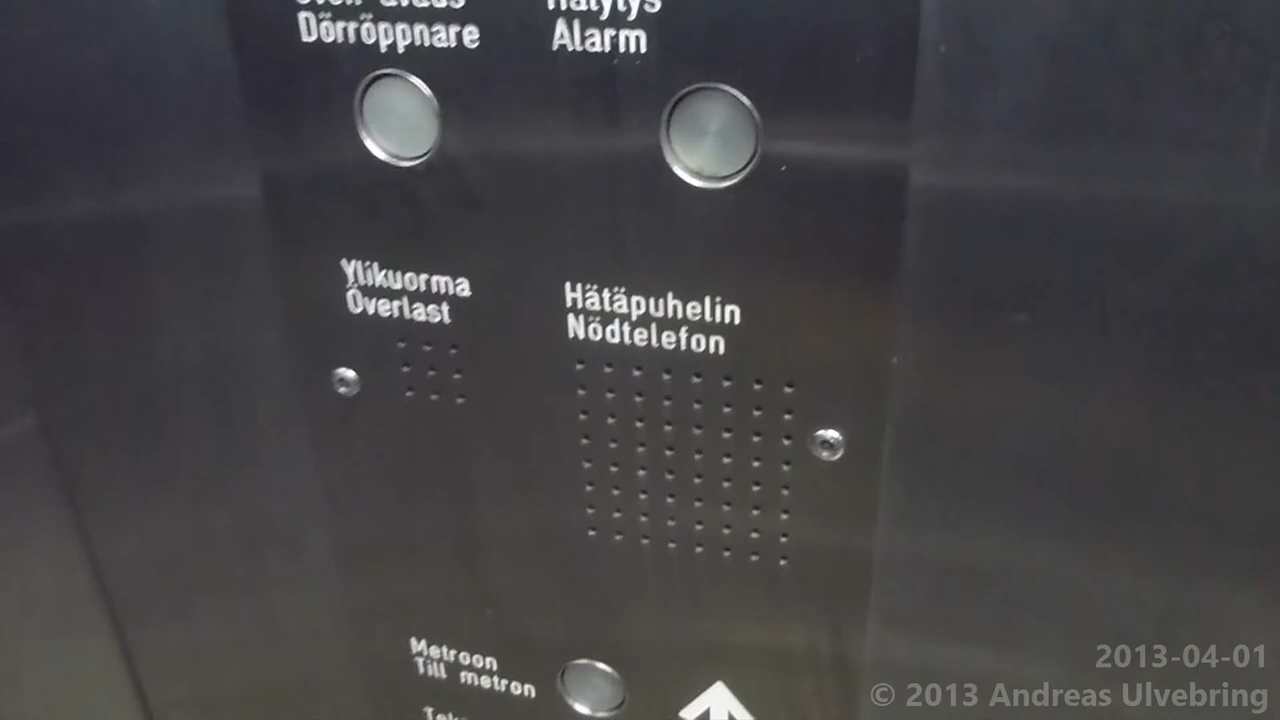 Dörröppnare
Alarm
Ylikuorma
Överlast
Hätäpuhelin
Nödtelefon
Metroon
Till metron
2013-04-01
© 2013 Andreas Ulvebring